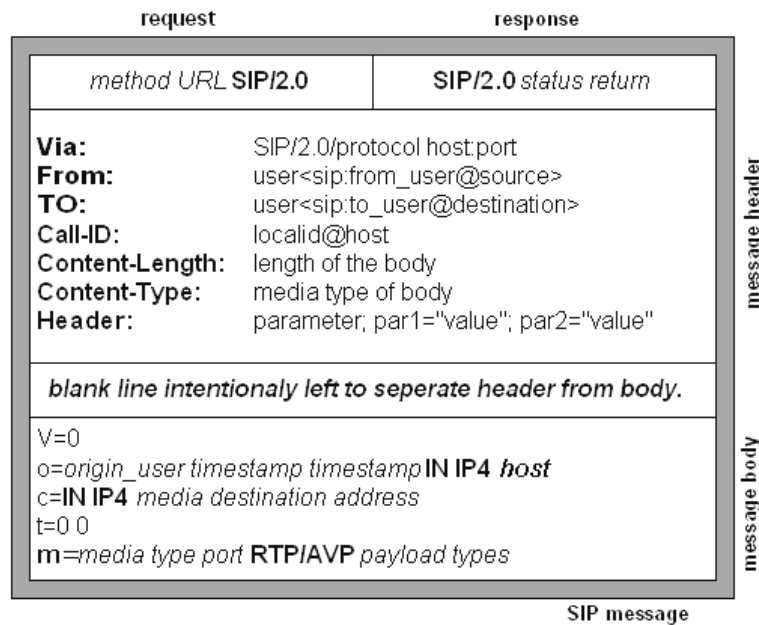 request
response
method URL SIP/2.0
SIP/2.0 status return
Via: SIP/2.0/protocol host:port
From: user<sip:from_user@source>
TO: user<sip:to_user@destination>
Call-ID: localid@host
Content-Length: length of the body
Content-Type: media type of body
Header: parameter; par1="value"; par2="value"
message header
blank line intentionaly left to seperate header from body.
V=0
o=origin_user timestamp timestamp IN IP4 host
c=IN IP4 media destination address
t=0 0
m=media type port RTP/AVP payload types
message body
SIP message